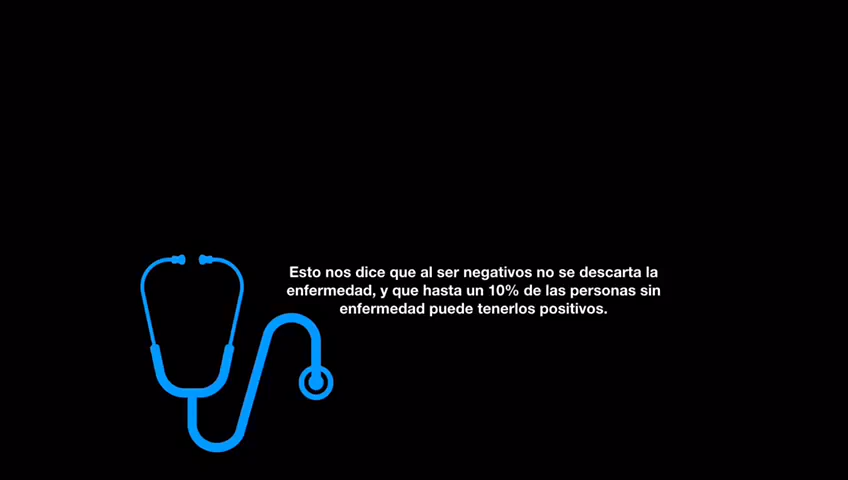 Esto nos dice que al ser negativos no se descarta la
enfermedad, y que hasta un 10% de las personas sin
enfermedad puede tenerlos positivos.